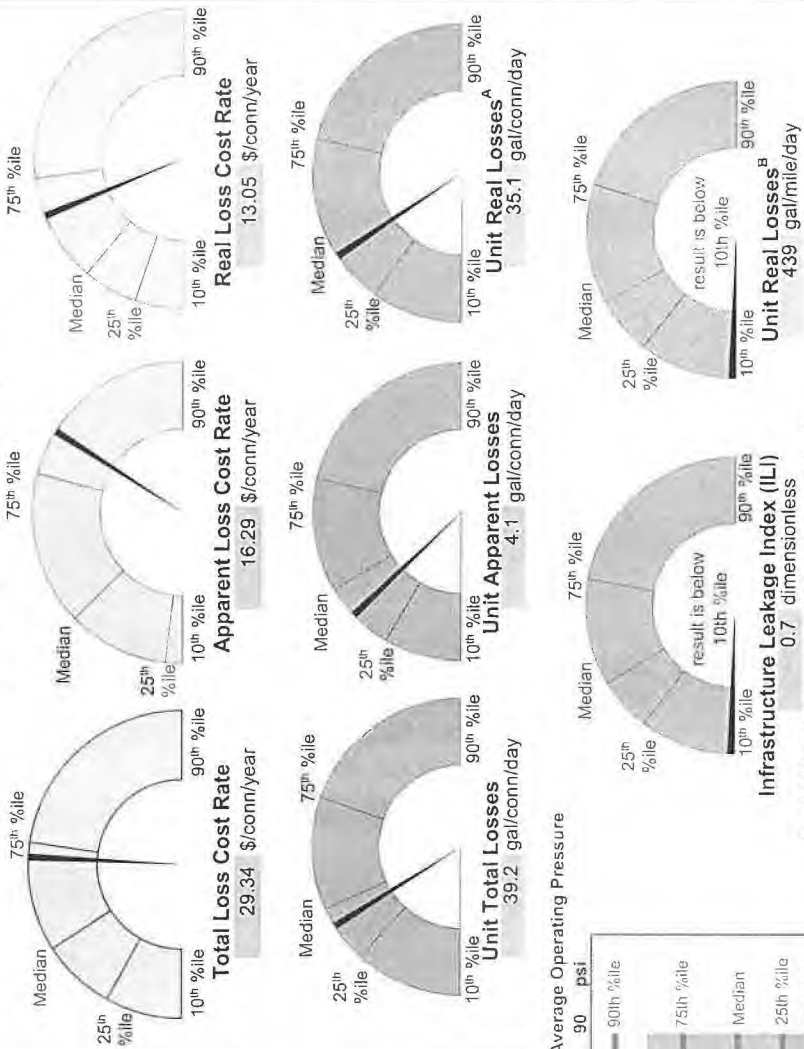 75th %ile
Median
25th %ile
10th %ile
90th %ile
Total Loss Cost Rate
29.34 $/conn/year
75th %ile
Median
25th %ile
10th %ile
90th %ile
Apparent Loss Cost Rate
16.29 $/conn/year
75th %ile
Median
25th %ile
10th %ile
90th %ile
Real Loss Cost Rate
13.05 $/conn/year
75th %ile
Median
25th %ile
10th %ile
90th %ile
Unit Total Losses
39.2 gal/conn/day
75th %ile
Median
25th %ile
10th %ile
90th %ile
Unit Apparent Losses
4.1 gal/conn/day
75th %ile
Median
25th %ile
10th %ile
90th %ile
Unit Real Losses A
35.1 gal/conn/day
Average Operating Pressure
90 psi
90th %ile
75th %ile
Median
25th %ile
75th %ile
Median
25th %ile
result is below
10th %ile
10th %ile
90th %ile
Infrastructure Leakage Index (ILI)
0.7 dimensionless
75th %ile
Median
25th %ile
result is below
10th %ile
10th %ile
90th %ile
Unit Real Losses B
439 gal/mile/day